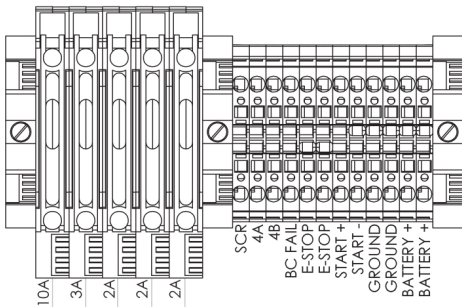 10A
3A
2A
2A
2A
SCR
4A
4B
BC FAIL
E-STOP
E-STOP
START +
START -
GROUND
GROUND
BATTERY +
BATTERY +